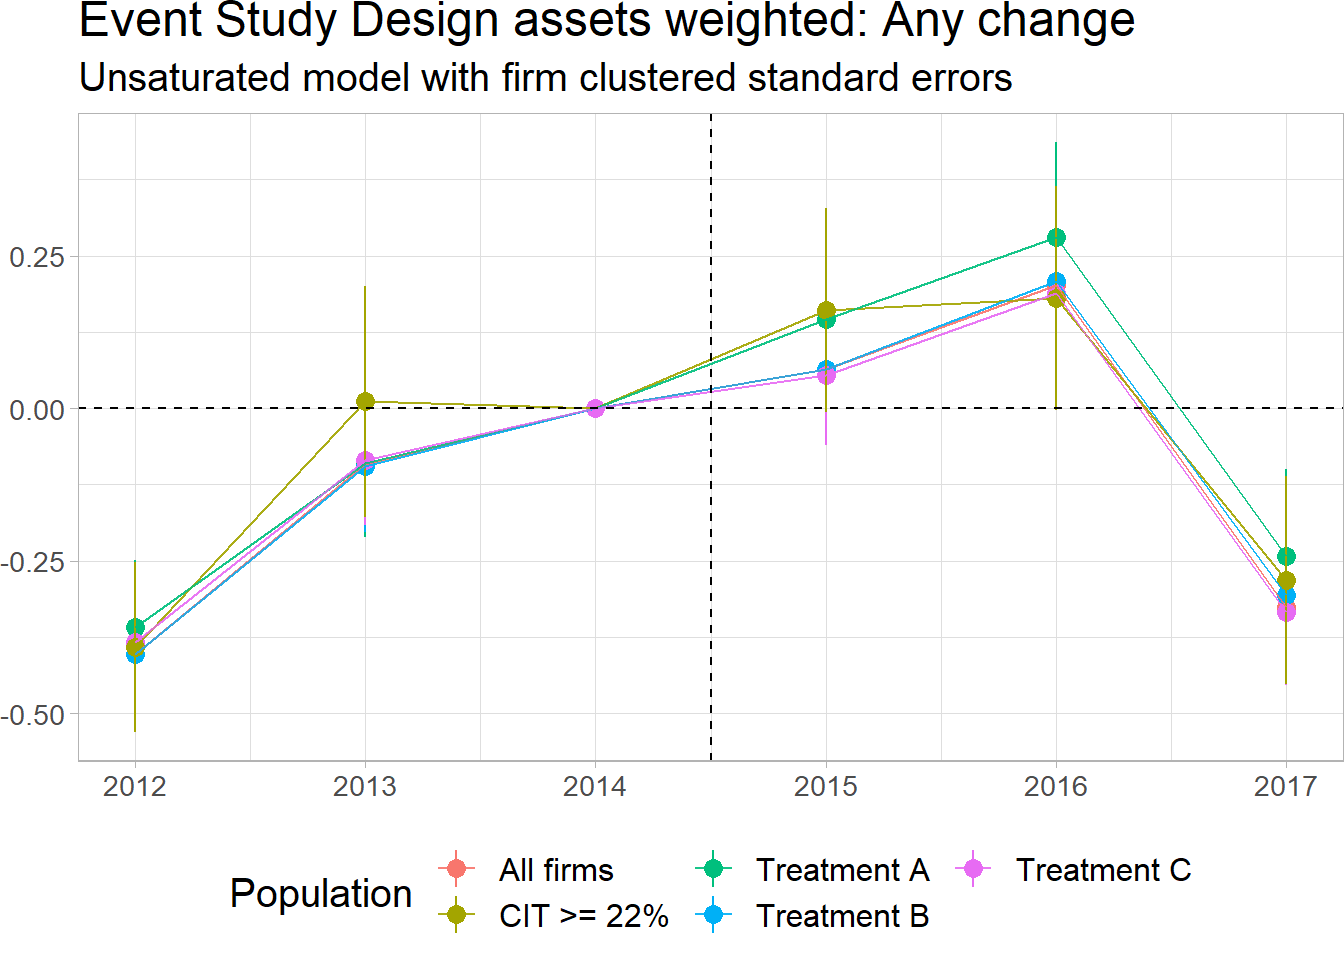 Event Study Design assets weighted: Any change
Unsaturated model with firm clustered standard errors
0.25
0.00
-0.25
-0.50
2012 2013 2014 2015 2016 2017
Population
All firms Treatment A Treatment C
CIT >= 22% Treatment B